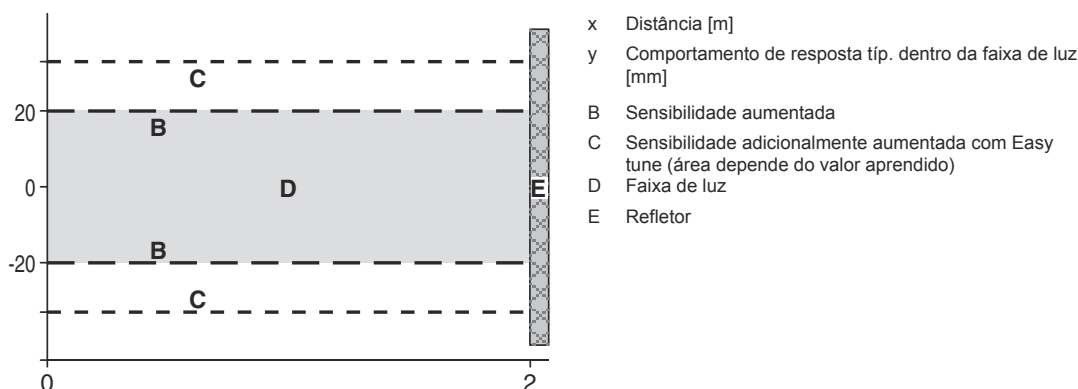 C
20
B
0
D
E
B
-20
C
0
2
x Distância [m]
y Comportamento de resposta típ. dentro da faixa de luz
[mm]
B Sensibilidade aumentada
C Sensibilidade adicionalmente aumentada com Easy
tune (área depende do valor aprendido)
D Faixa de luz
E Refletor